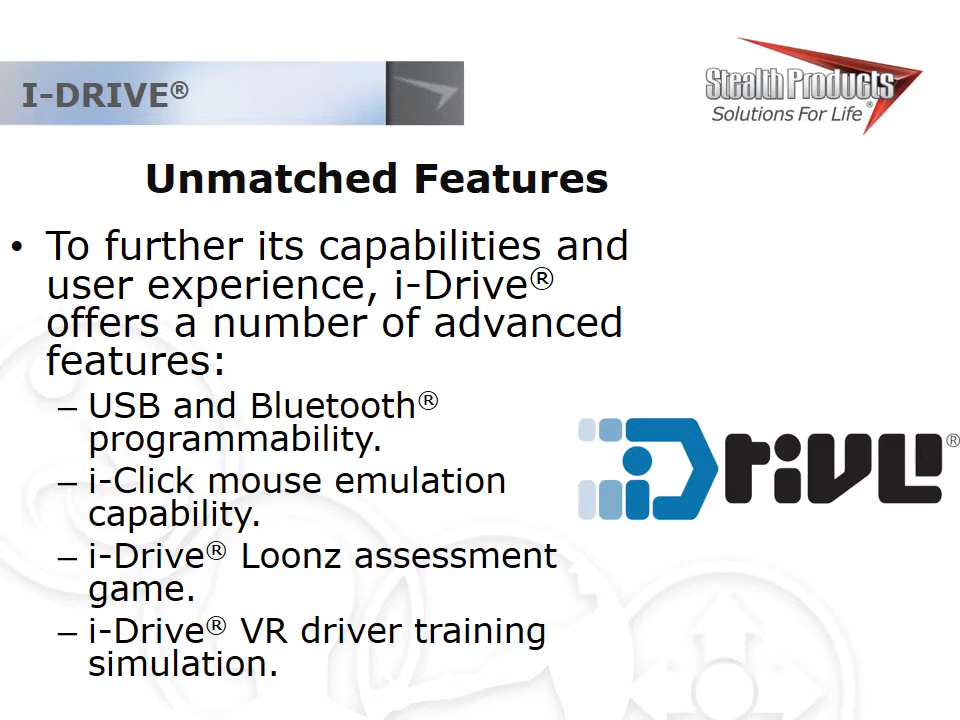 I-DRIVE®
Stealth Products®
Solutions For Life
Unmatched Features
• To further its capabilities and
user experience, i-Drive®
offers a number of advanced
features:
– USB and Bluetooth®
programmability.
– i-Click mouse emulation
capability.
– i-Drive® Loonz assessment
game.
– i-Drive® VR driver training
simulation.
iDrive®